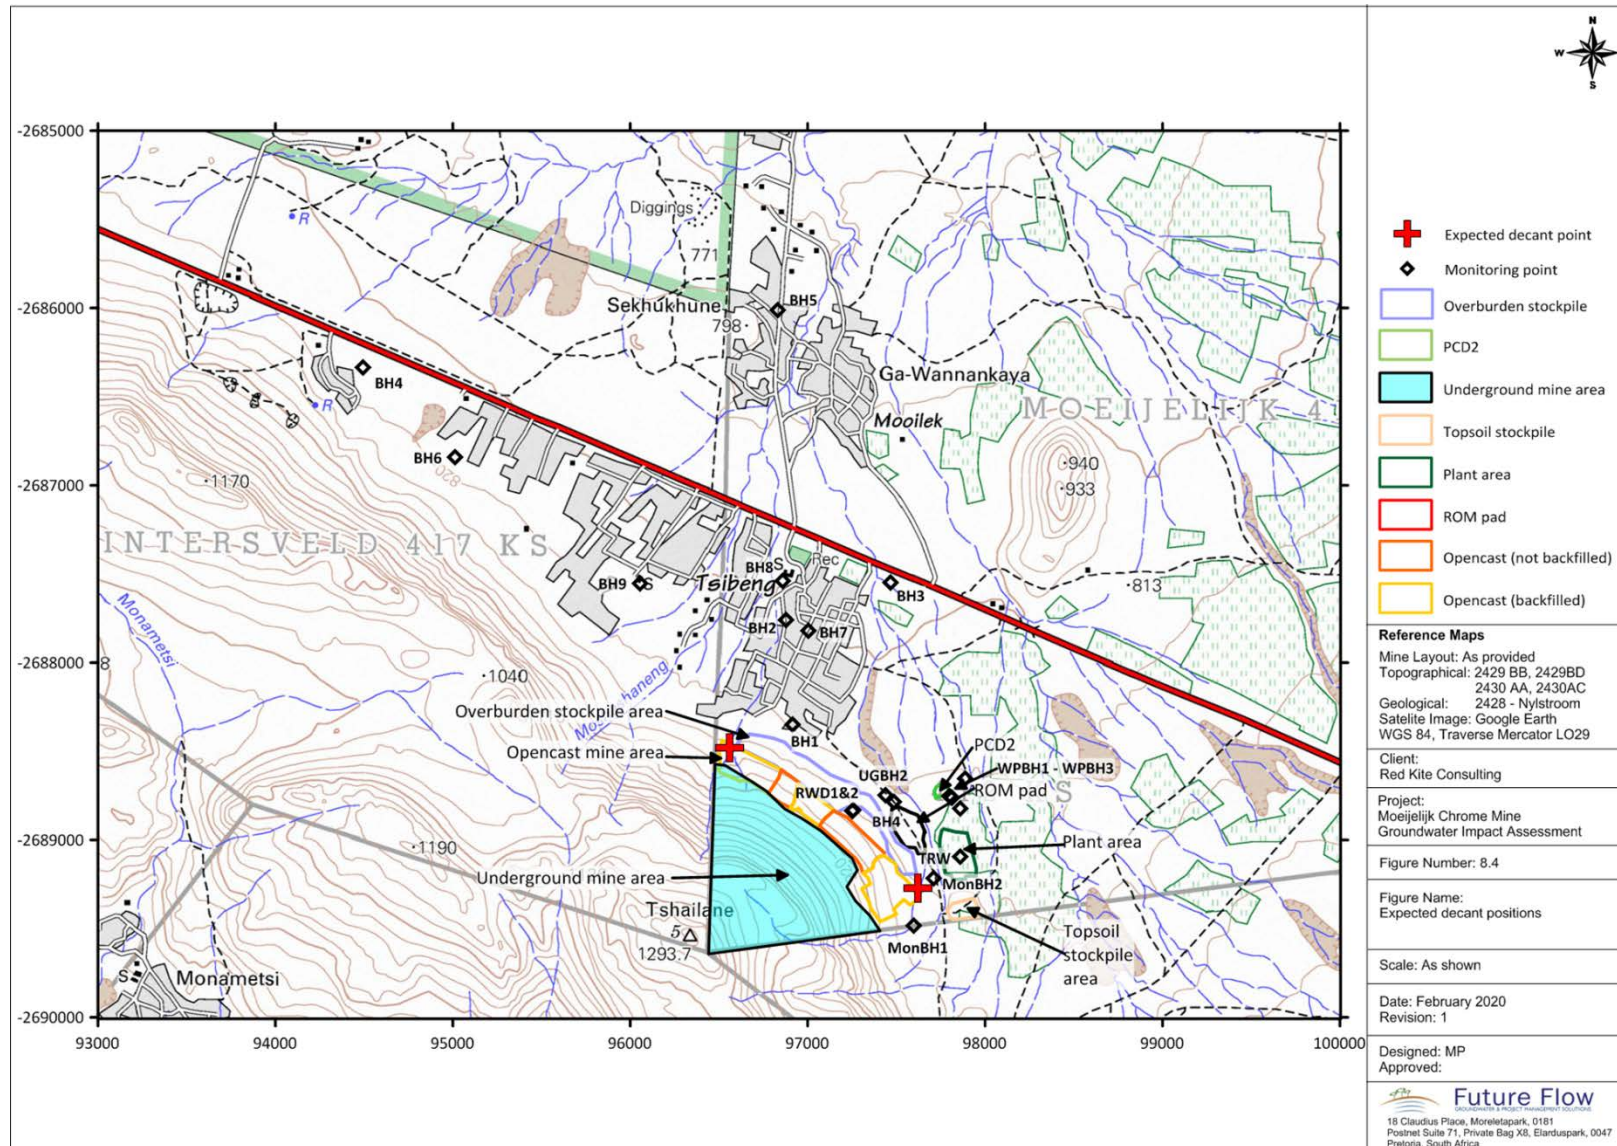 N
W
E
S
-2685000
-2686000
-2687000
-2688000
-2689000
-2690000
93000
94000
95000
96000
97000
98000
99000
100000
R
Diggings
771
Sekhukhune
798
BH5
Ga-Wannankaya
Mooilek
MOEIJELIJK 4
BH4
R
BH6
1170
940
933
INTERSVELD 417 KS
BH9
S
BH8
S
Rec
Tsibeng
BH3
813
BH2
BH7
Monametsi
8
1040
haneng
Overburden stockpile area
BH1
Opencast mine area
PCD2
UGBH2
WPBH1 - WPBH3
RWD1&2
ROM pad
S
BH4
1190
TRW
Plant area
Underground mine area
MonBH2
Tshailane
5
1293.7
MonBH1
Topsoil
stockpile
area
S
Monametsi
Expected decant point
Monitoring point
Overburden stockpile
PCD2
Underground mine area
Topsoil stockpile
Plant area
ROM pad
Opencast (not backfilled)
Opencast (backfilled)
Reference Maps
Mine Layout: As provided
Topographical: 2429 BB, 2429BD
2430 AA, 2430AC
Geological: 2428 - Nylstroom
Satelite Image: Google Earth
WGS 84, Traverse Mercator LO29
Client:
Red Kite Consulting
Project:
Moeijelijk Chrome Mine
Groundwater Impact Assessment
Figure Number: 8.4
Figure Name:
Expected decant positions
Scale: As shown
Date: February 2020
Revision: 1
Designed: MP
Approved:
Future Flow
GROUNDWATER & PROJECT MANAGEMENT SOLUTIONS
18 Claudius Place, Moreletapark, 0181
Postnet Suite 71, Private Bag X8, Elarduspark, 0047
Pretoria, South Africa